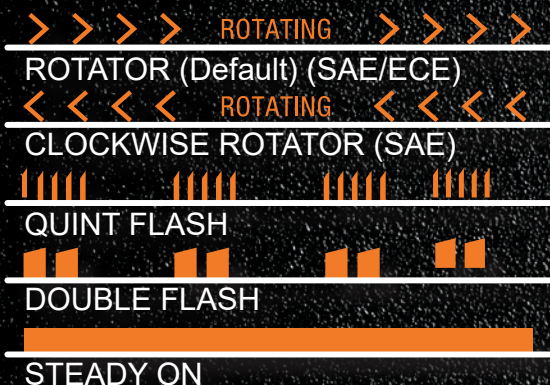 ROTATING
ROTATOR (Default) (SAE/ECE)
ROTATING
CLOCKWISE ROTATOR (SAE)
QUINT FLASH
DOUBLE FLASH
STEADY ON